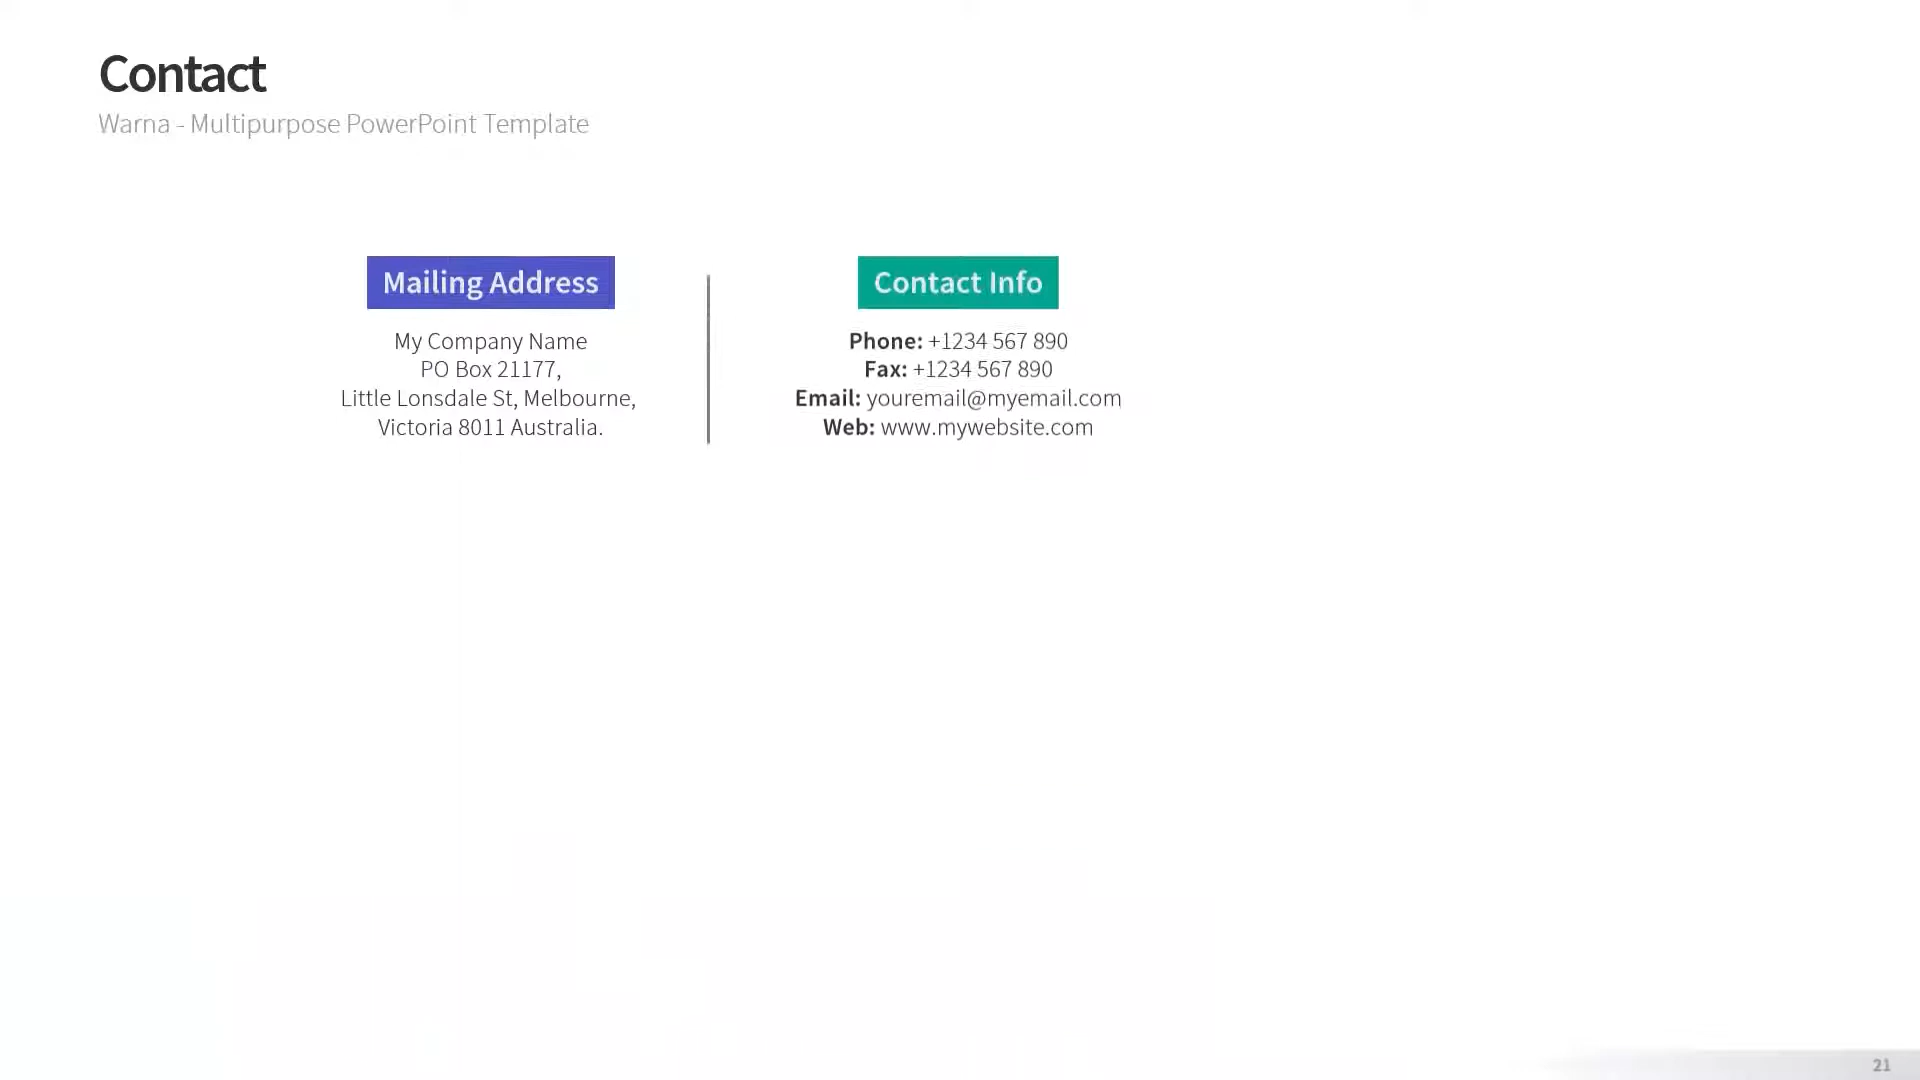 Contact
Warna - Multipurpose PowerPoint Template
Mailing Address
My Company Name
PO Box 21177,
Little Lonsdale St, Melbourne,
Victoria 8011 Australia.
Contact Info
Phone: +1234 567 890
Fax: +1234 567 890
Email: youremail@myemail.com
Web: www.mywebsite.com
21